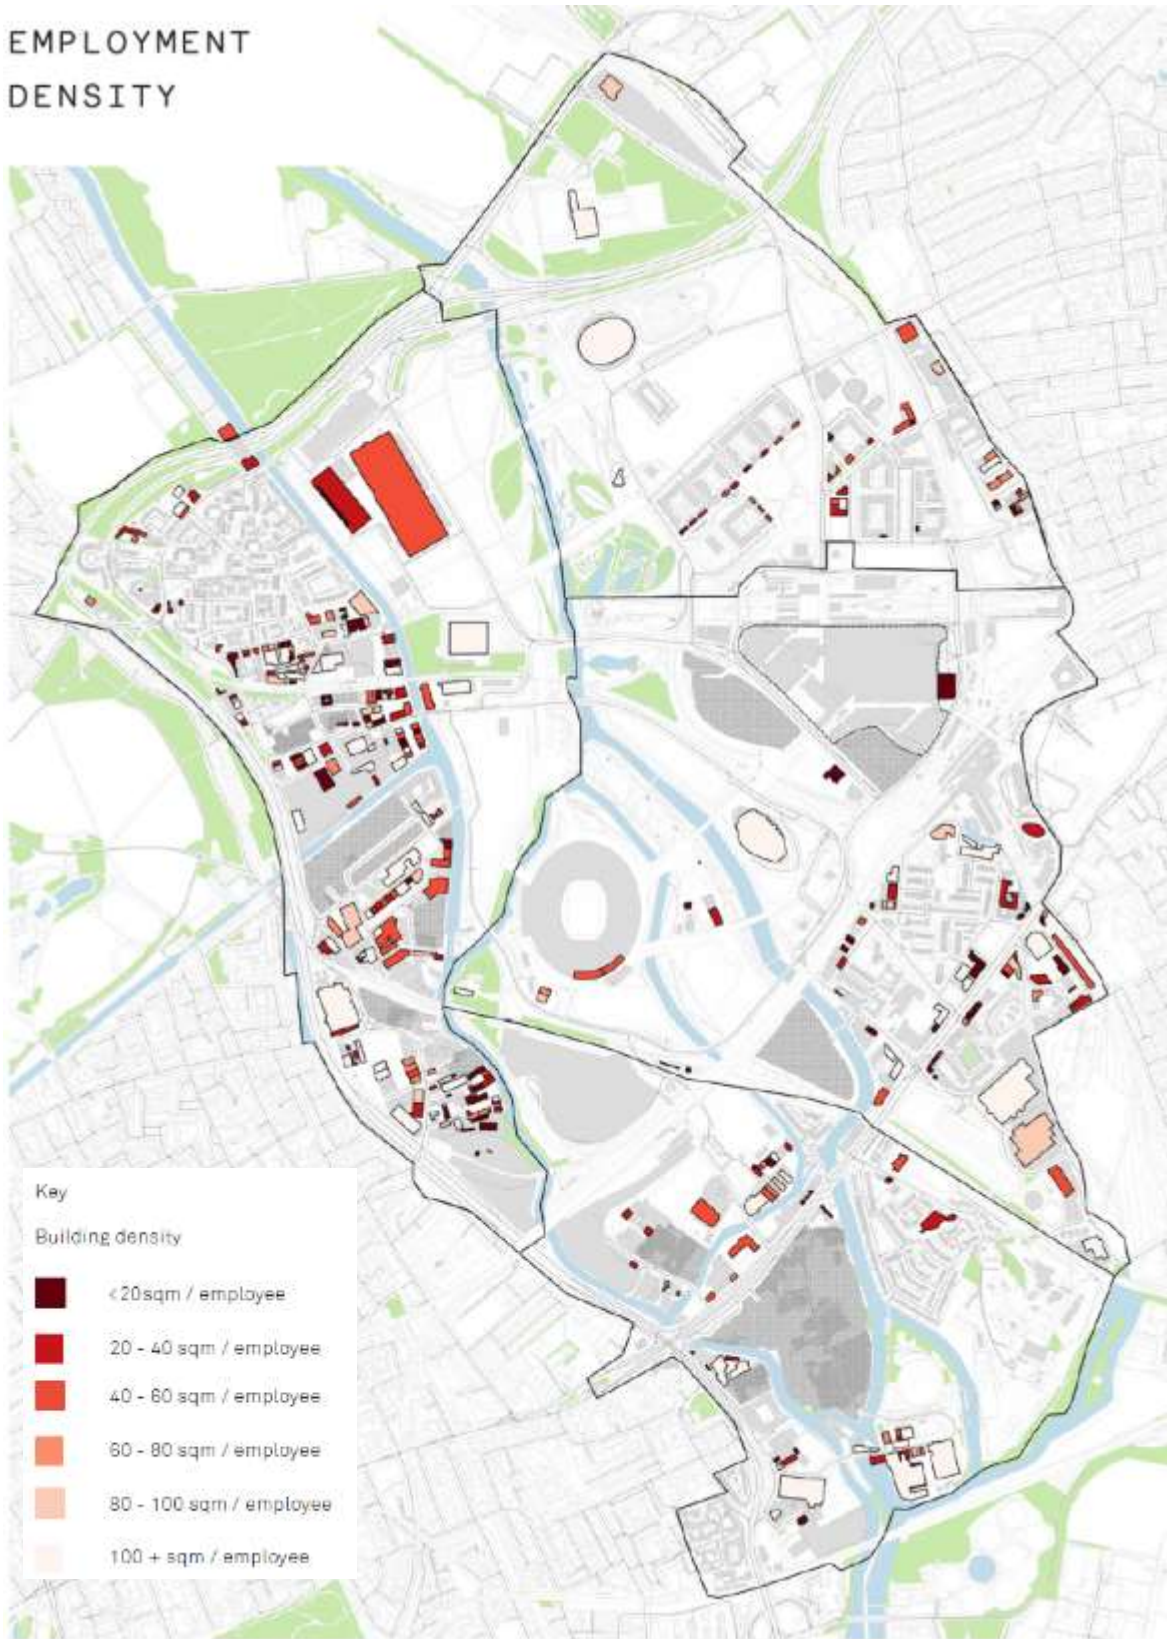 EMPLOYMENT
DENSITY
Key
Building density
<20sqm / employee
20 - 40 sqm / employee
40 - 60 sqm / employee
60 - 80 sqm / employee
80 - 100 sqm / employee
100 + sqm / employee